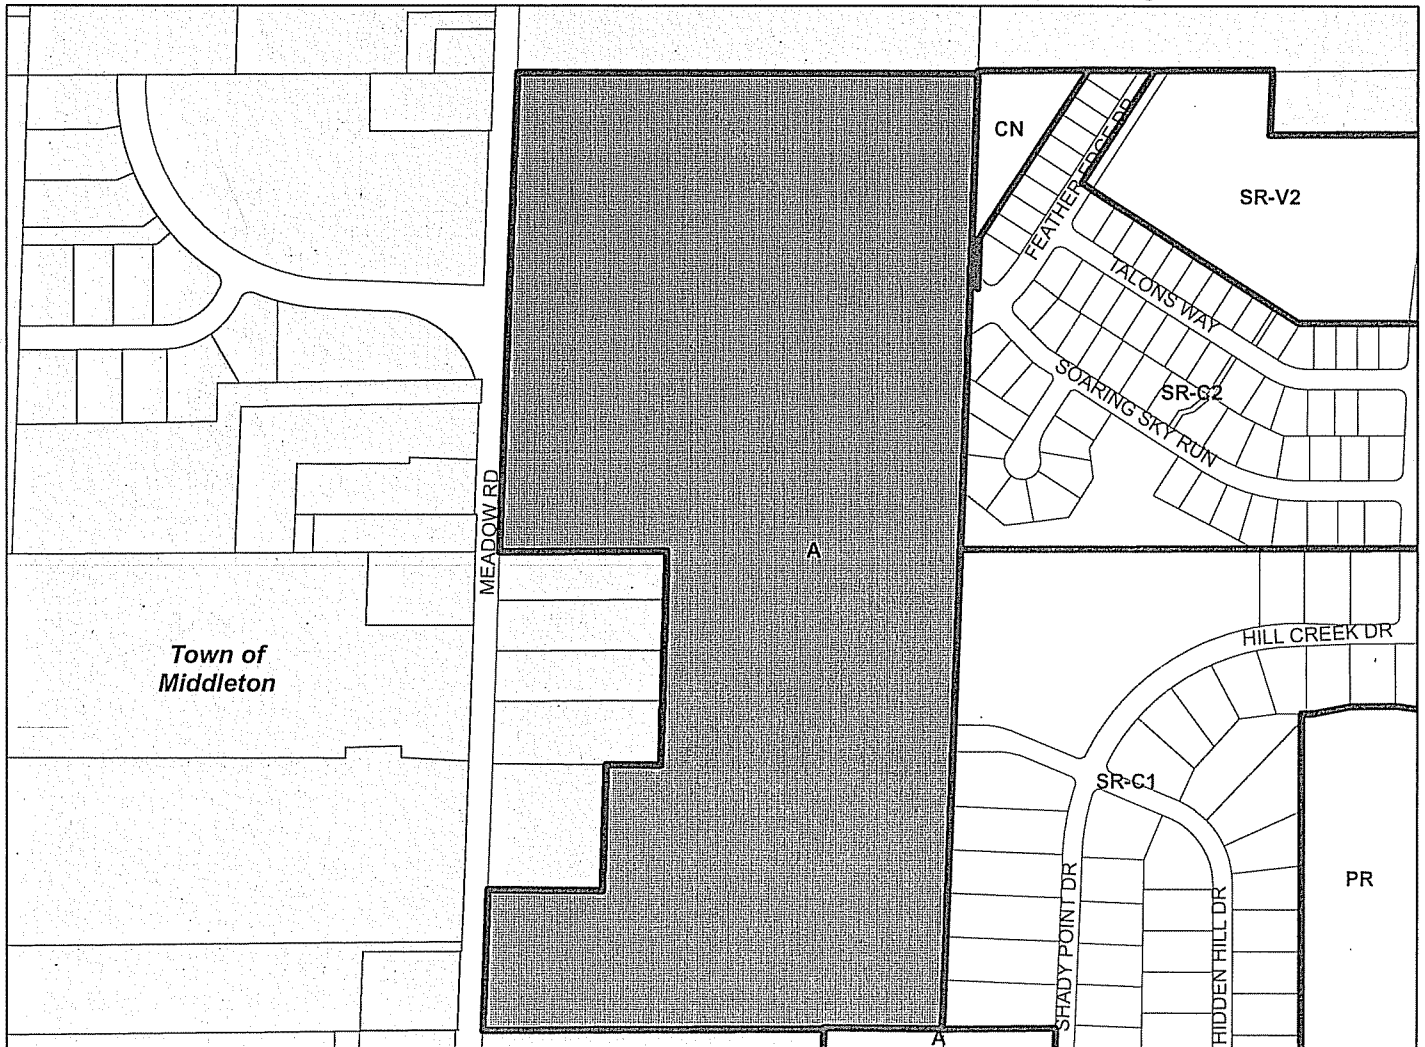 CN
FEATHER EDGE DR
SR-V2
TALONS WAY
SR-C2
SOARING SKY RUN
MEADOW RD
A
HILL CREEK DR
Town of
Middleton
SR-C1
PR
SHADY POINT DR
HIDDEN HILL DR
A